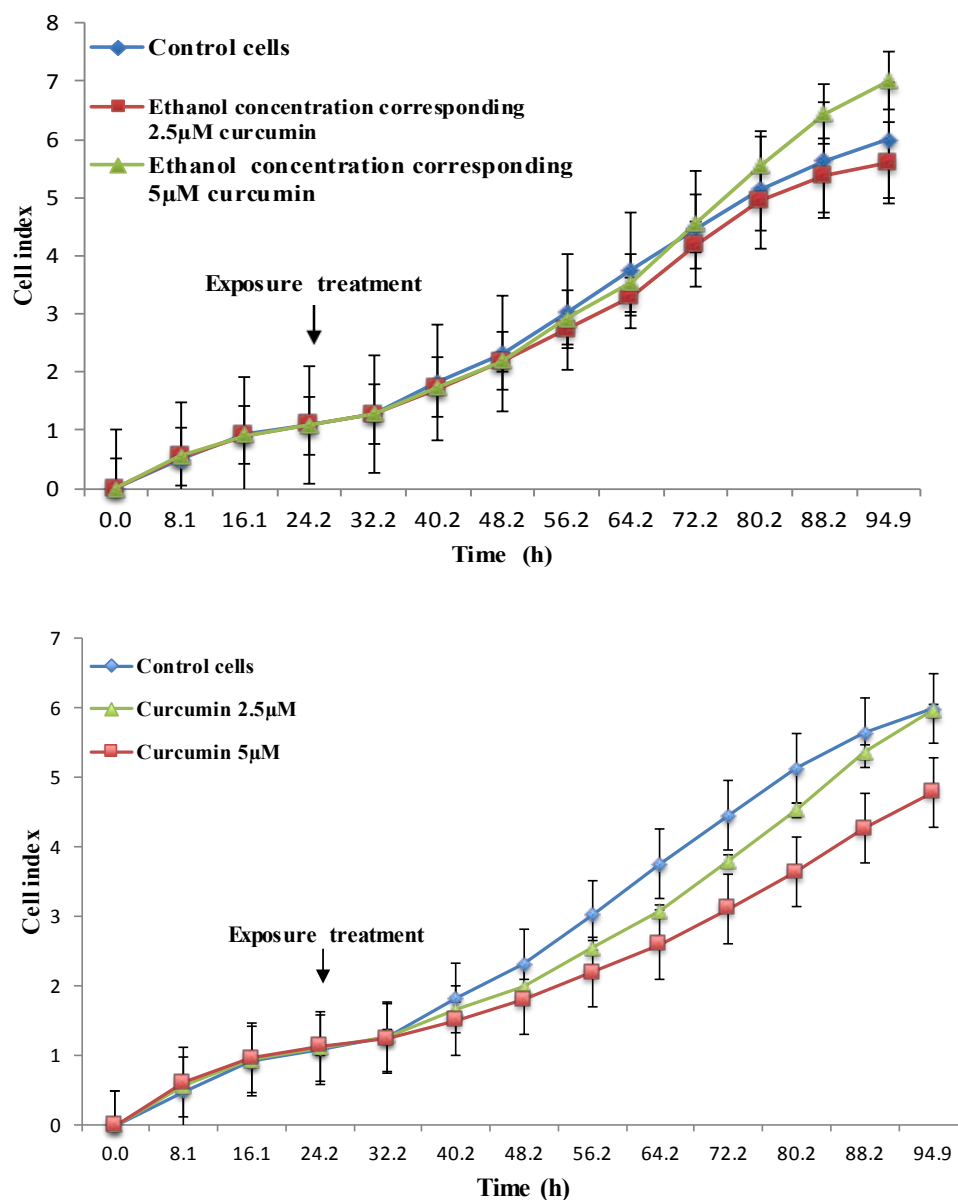 8
7
6
5
4
3
2
1
0
Cell index
Control cells
Ethanol concentration corresponding
2.5µM curcumin
Ethanol concentration corresponding
5µM curcumin
Exposure treatment
0.0 8.1 16.1 24.2 32.2 40.2 48.2 56.2 64.2 72.2 80.2 88.2 94.9
Time (h)
7
6
5
4
3
2
1
0
Cell index
Control cells
Curcumin 2.5µM
Curcumin 5µM
Exposure treatment
0.0 8.1 16.1 24.2 32.2 40.2 48.2 56.2 64.2 72.2 80.2 88.2 94.9
Time (h)